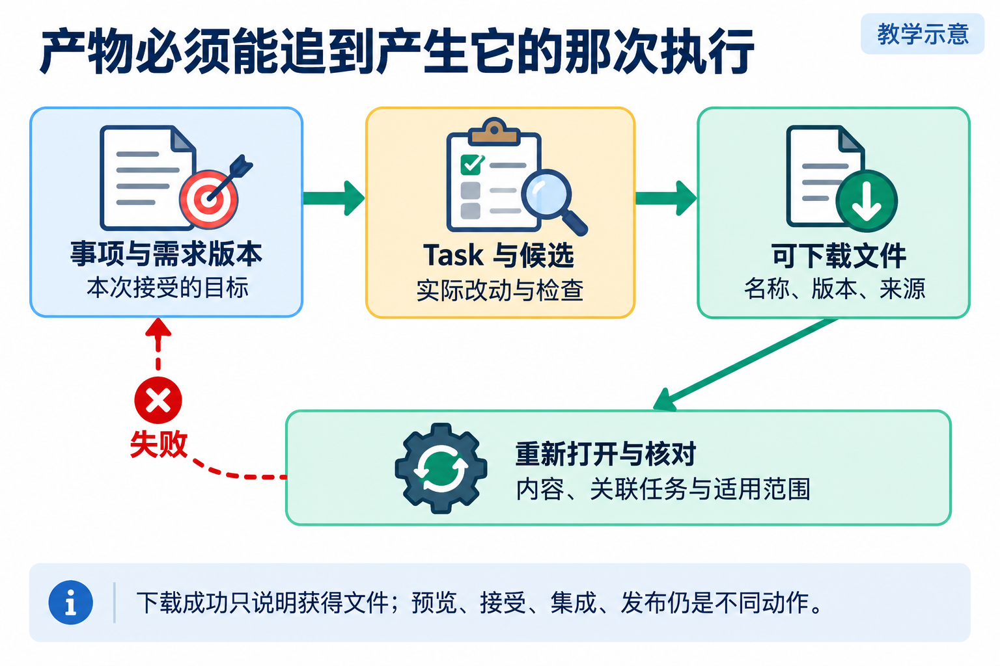 产物必须能追到产生它的那次执行
教学示意
事项与需求版本
本次接受的目标
Task 与候选
实际改动与检查
可下载文件
名称、版本、来源
失败
重新打开与核对
内容、关联任务与适用范围
下载成功只说明获得文件；预览、接受、集成、发布仍是不同动作。